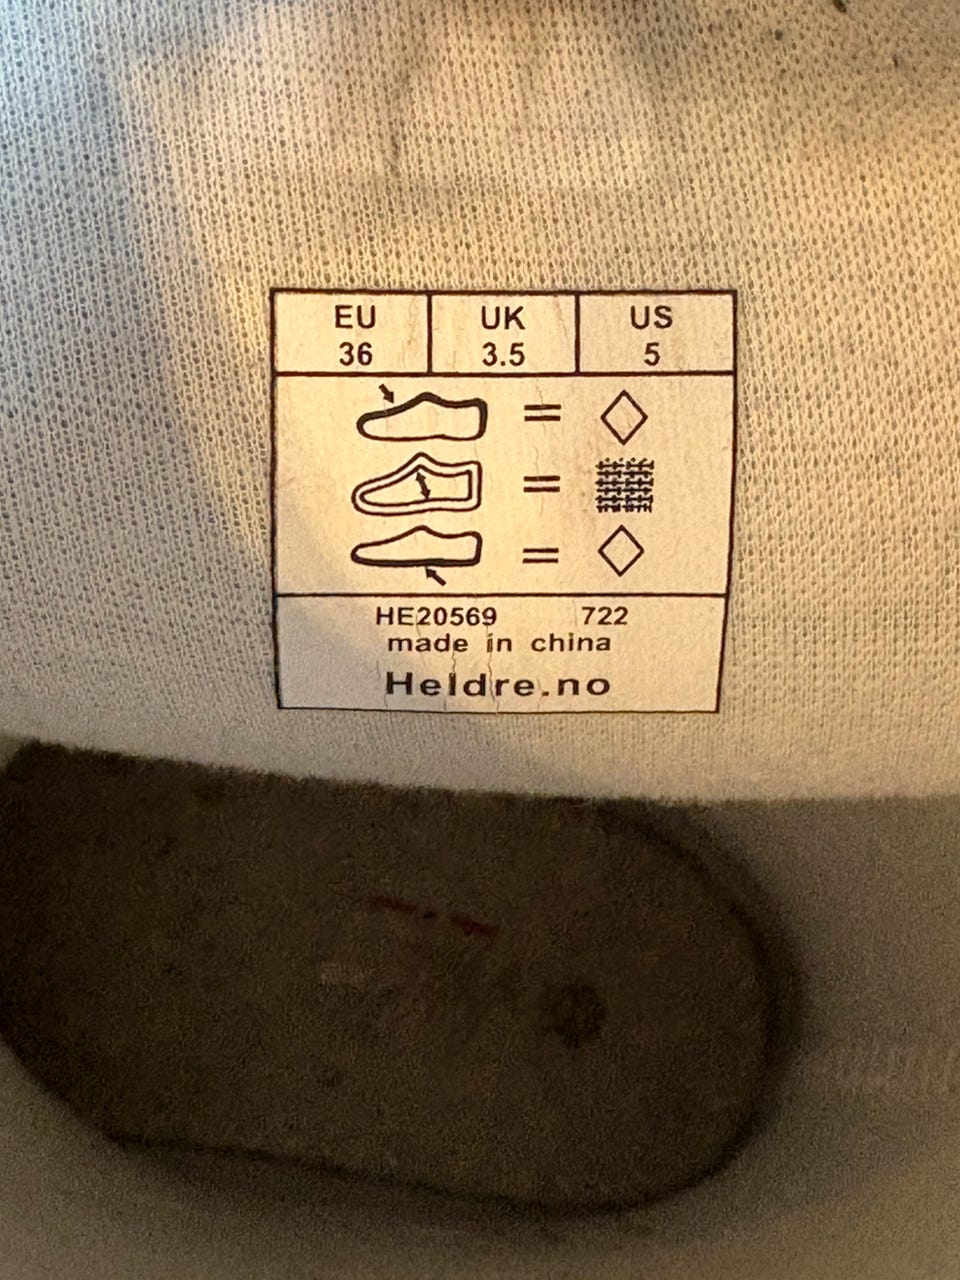 EU UK US
36 3.5 5
= 
=
=
HE20569 722
made in china
Heldre.no